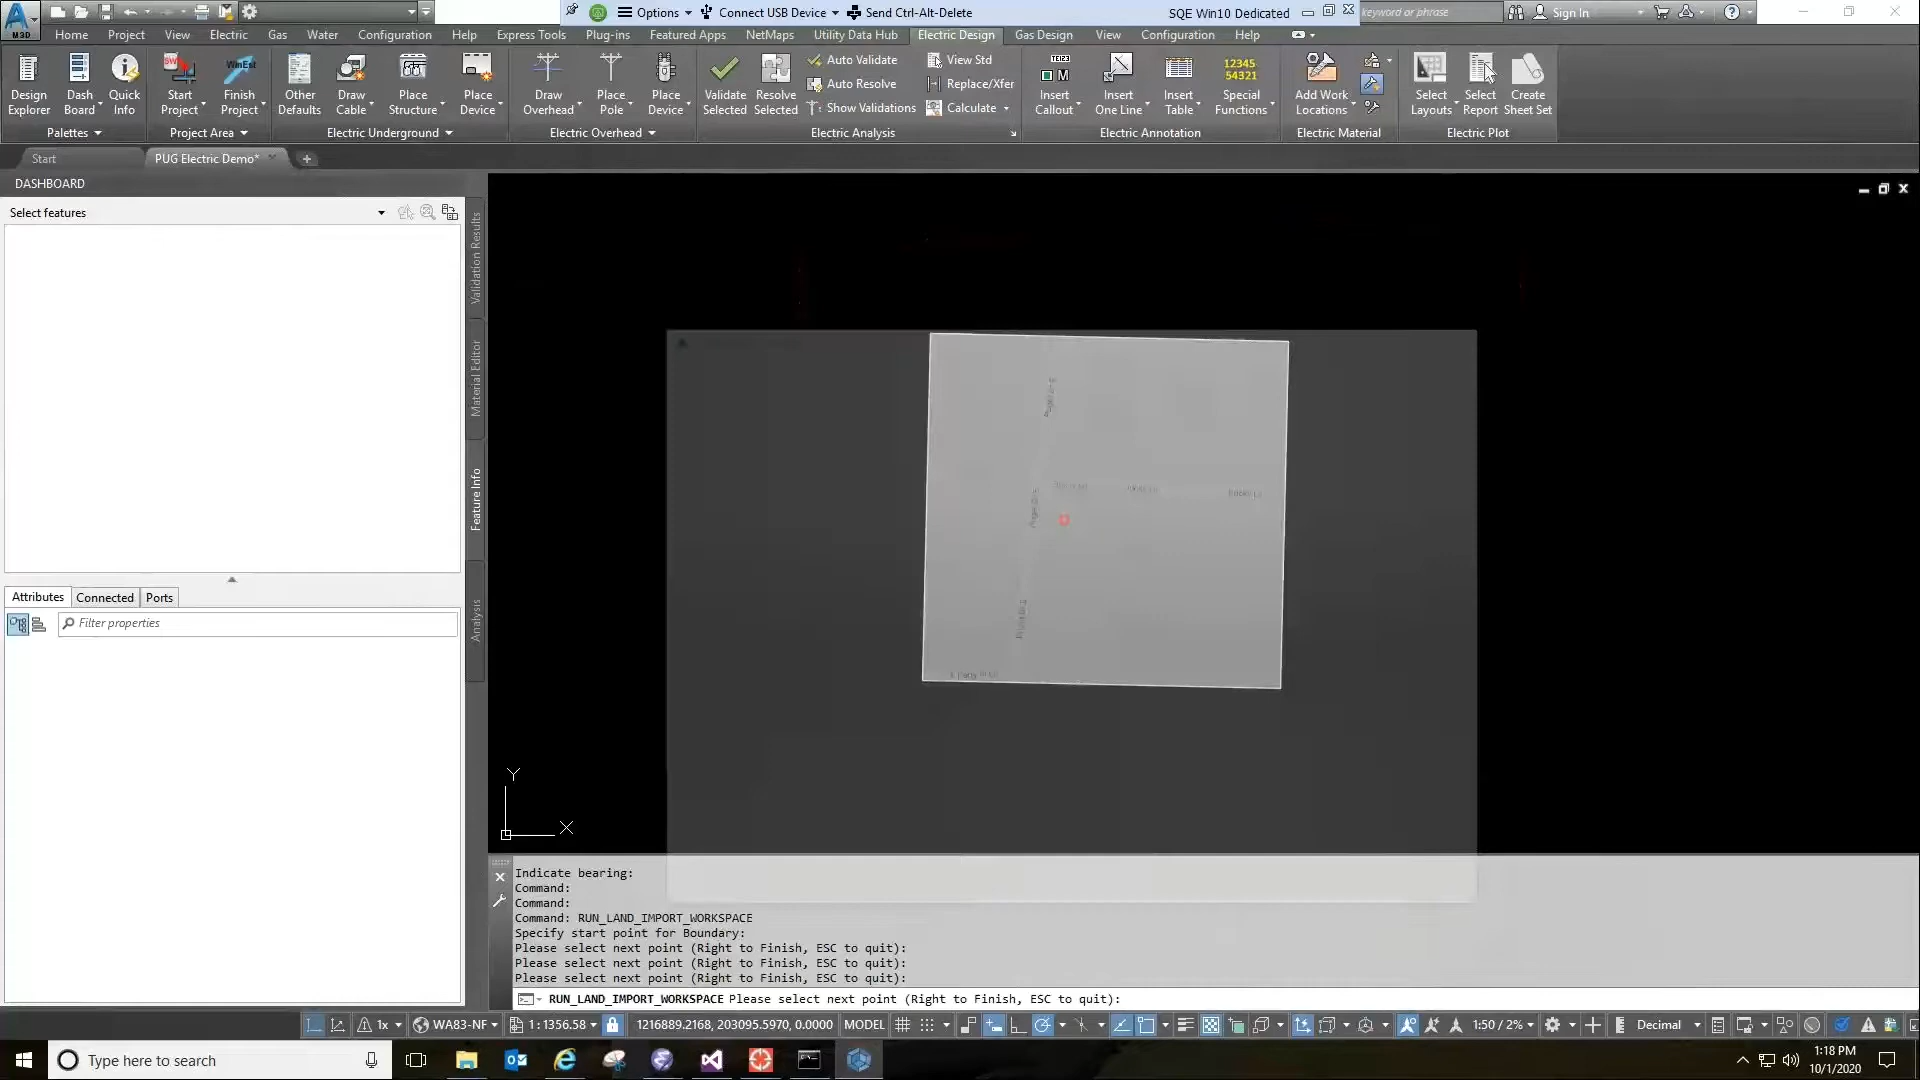 Options
Connect USB Device
Send Ctrl-Alt-Delete
SQE Win10 Dedicated
keyword or phrase
Sign In
M3D
Home
Project
View
Electric
Gas
Water
Configuration
Help
Express Tools
Plug-ins
Featured Apps
NetMaps
Utility Data Hub
Electric Design
Gas Design
View
Configuration
Help
Design Explorer
Dash Board
Quick Info
Palettes
Start Project
Finish Project
Project Area
Other Defaults
Draw Cable
Place Structure
Place Device
Electric Underground
Draw Overhead
Place Pole
Place Device
Electric Overhead
Validate Selected
Resolve Selected
Auto Validate
Auto Resolve
Show Validations
View Std
Replace/Xfer
Calculate
Electric Analysis
Insert Callout
Insert One Line
Insert Table
12345
54321
Special Functions
Electric Annotation
Add Work Locations
Electric Material
Select Layouts
Select Report
Create Sheet Set
Electric Plot
Start
PUG Electric Demo*
DASHBOARD
Select features
Validation Results
Material Editor
Feature Info
Analysis
Attributes
Connected
Ports
Filter properties
Y
X
Indicate bearing:
Command:
Command:
Command: RUN_LAND_IMPORT_WORKSPACE
Specify start point for Boundary:
Please select next point (Right to Finish, ESC to quit):
Please select next point (Right to Finish, ESC to quit):
Please select next point (Right to Finish, ESC to quit):
RUN_LAND_IMPORT_WORKSPACE Please select next point (Right to Finish, ESC to quit):
1x
WA83-NF
1:1356.58
1216889.2168, 203095.5970, 0.0000
MODEL
1:50 / 2%
Decimal
Type here to search
1:18 PM
10/1/2020